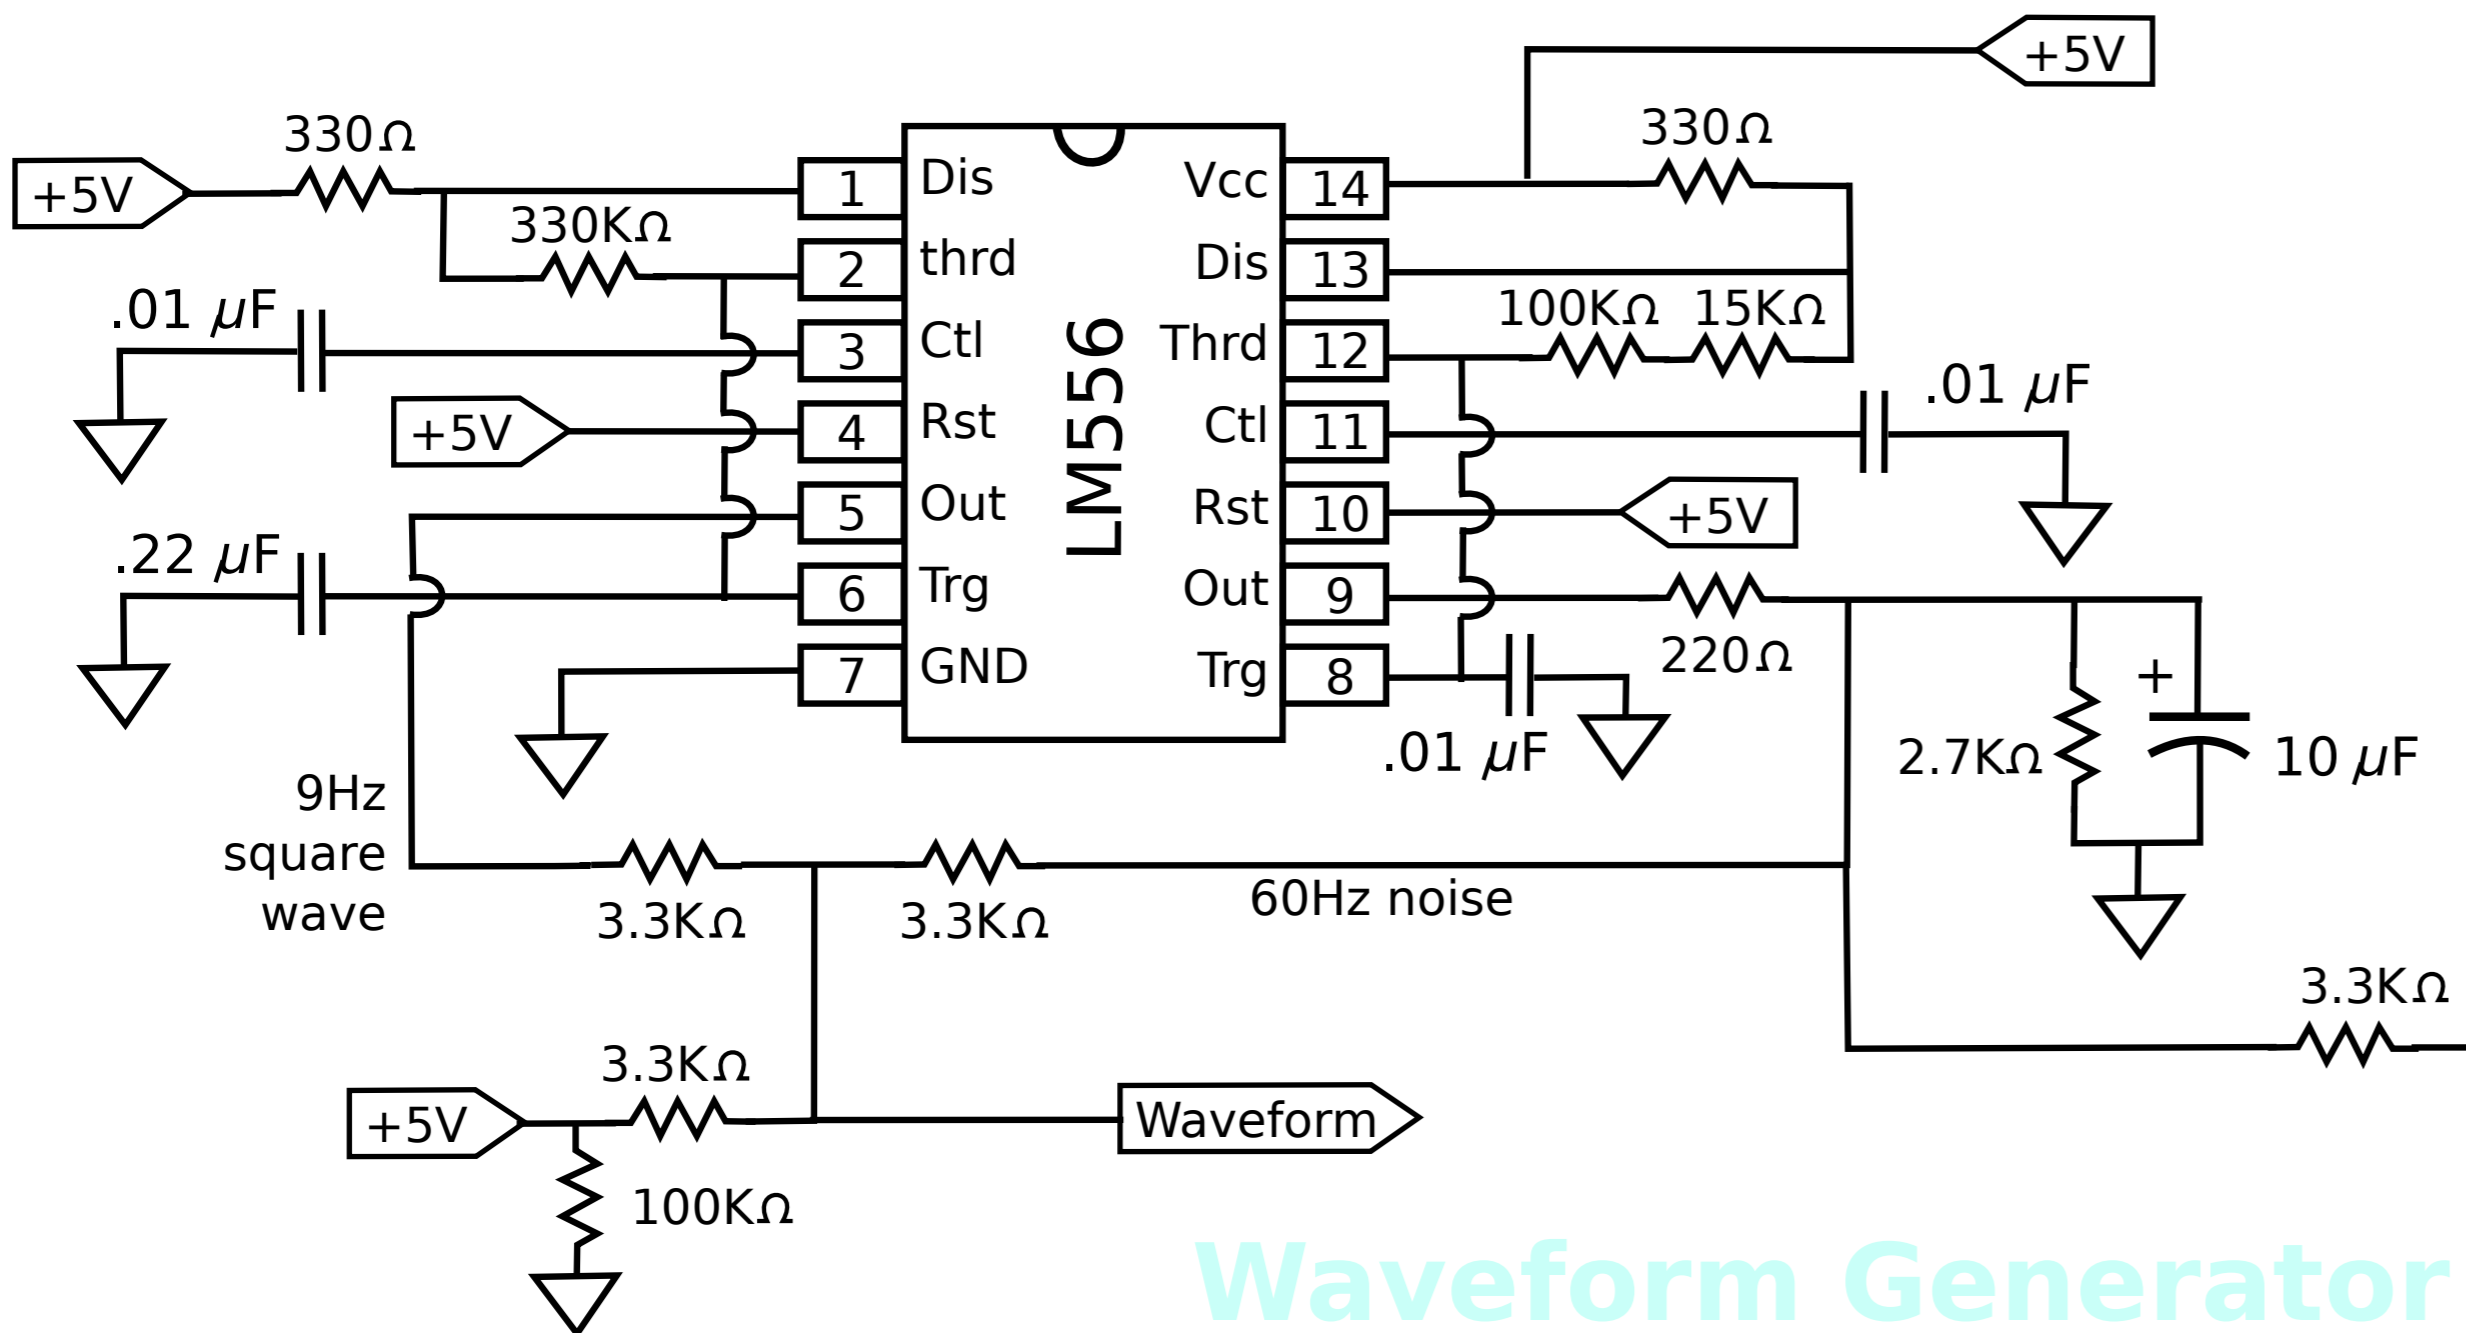 +5V
330Ω
+5V
330Ω
1 Dis
Vcc 14
330KΩ
2 thrd
Dis 13
.01 µF
100KΩ 15KΩ
3 Ctl
Thrd 12
.01 µF
+5V
4 Rst
Ctl 11
LM556
5 Out
Rst 10
+5V
.22 µF
6 Trg
Out 9
220Ω
7 GND
Trg 8
+
.01 µF
2.7KΩ
10 µF
9Hz
square
wave
3.3KΩ
3.3KΩ
60Hz noise
3.3KΩ
3.3KΩ
+5V
Waveform
100KΩ
Waveform Generator